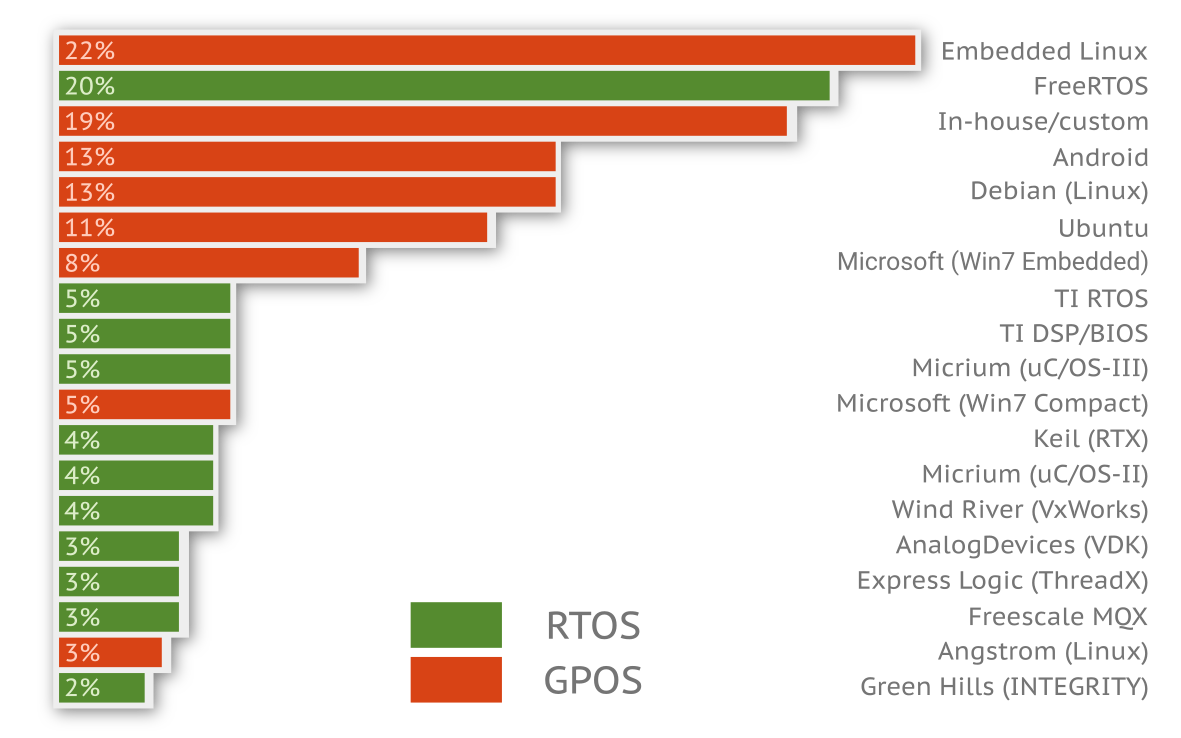 22% Embedded Linux
20% FreeRTOS
19% In-house/custom
13% Android
13% Debian (Linux)
11% Ubuntu
8% Microsoft (Win7 Embedded)
5% TI RTOS
5% TI DSP/BIOS
5% Micrium (uC/OS-III)
5% Microsoft (Win7 Compact)
4% Keil (RTX)
4% Micrium (uC/OS-II)
4% Wind River (VxWorks)
3% AnalogDevices (VDK)
3% Express Logic (ThreadX)
3% Freescale MQX
3% Angstrom (Linux)
2% Green Hills (INTEGRITY)
RTOS
GPOS